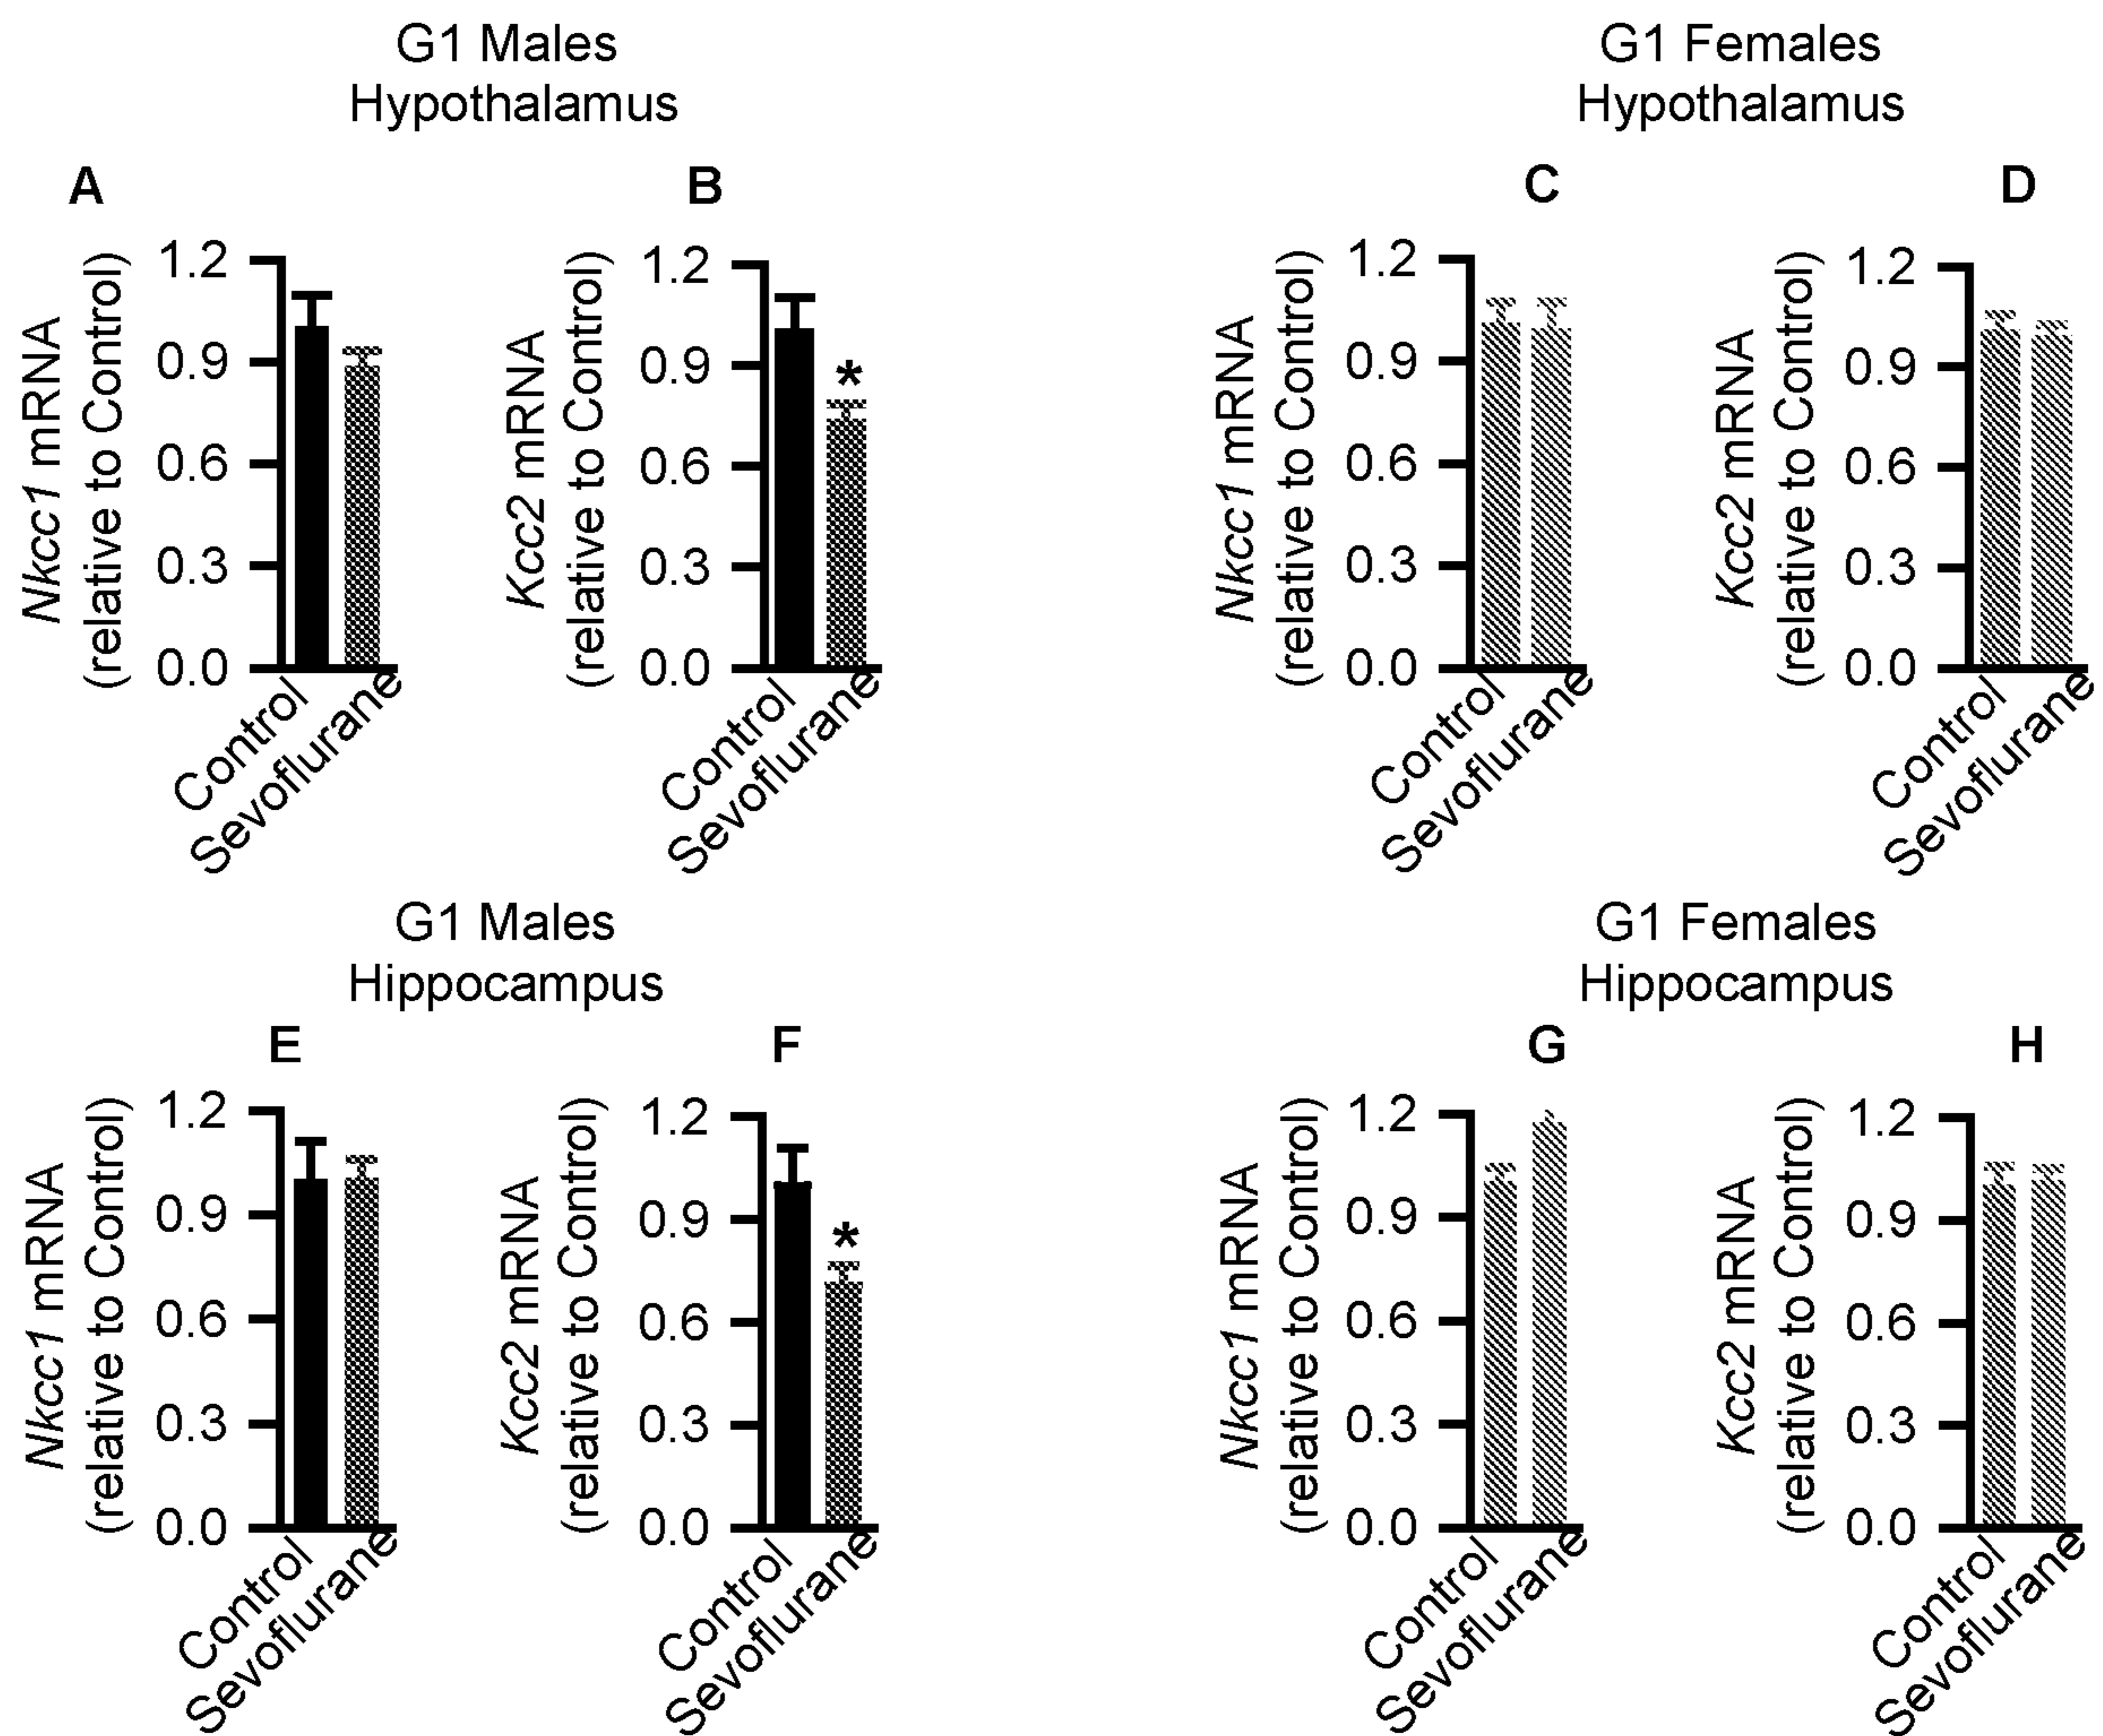 G1 Males
Hypothalamus
G1 Females
Hypothalamus
A
Nkcc1 mRNA
(relative to Control)
1.2
0.9
0.6
0.3
0.0
Control
Sevoflurane
B
Kcc2 mRNA
(relative to Control)
1.2
0.9
*
0.6
0.3
0.0
Control
Sevoflurane
C
Nkcc1 mRNA
(relative to Control)
1.2
0.9
0.6
0.3
0.0
Control
Sevoflurane
D
Kcc2 mRNA
(relative to Control)
1.2
0.9
0.6
0.3
0.0
Control
Sevoflurane
G1 Males
Hippocampus
G1 Females
Hippocampus
E
Nkcc1 mRNA
(relative to Control)
1.2
0.9
0.6
0.3
0.0
Control
Sevoflurane
F
Kcc2 mRNA
(relative to Control)
1.2
0.9
*
0.6
0.3
0.0
Control
Sevoflurane
G
Nkcc1 mRNA
(relative to Control)
1.2
0.9
0.6
0.3
0.0
Control
Sevoflurane
H
Kcc2 mRNA
(relative to Control)
1.2
0.9
0.6
0.3
0.0
Control
Sevoflurane